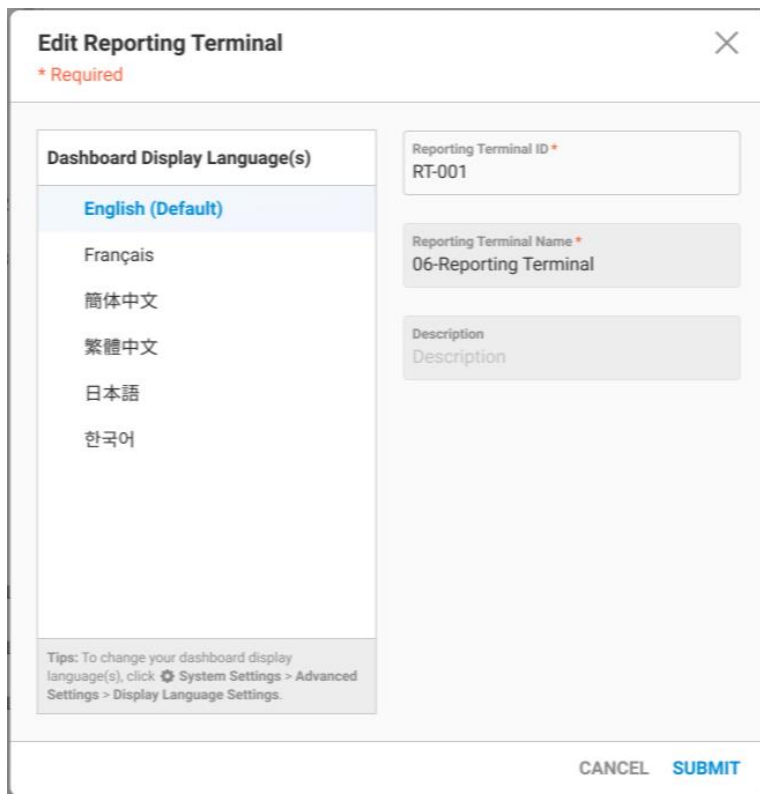 Edit Reporting Terminal
* Required
Dashboard Display Language(s)
English (Default)
Français
簡体中文
繁體中文
日本語
한국어
Tips: To change your dashboard display
language(s), click System Settings > Advanced
Settings > Display Language Settings.
Reporting Terminal ID *
RT-001
Reporting Terminal Name *
06-Reporting Terminal
Description
Description
CANCEL SUBMIT